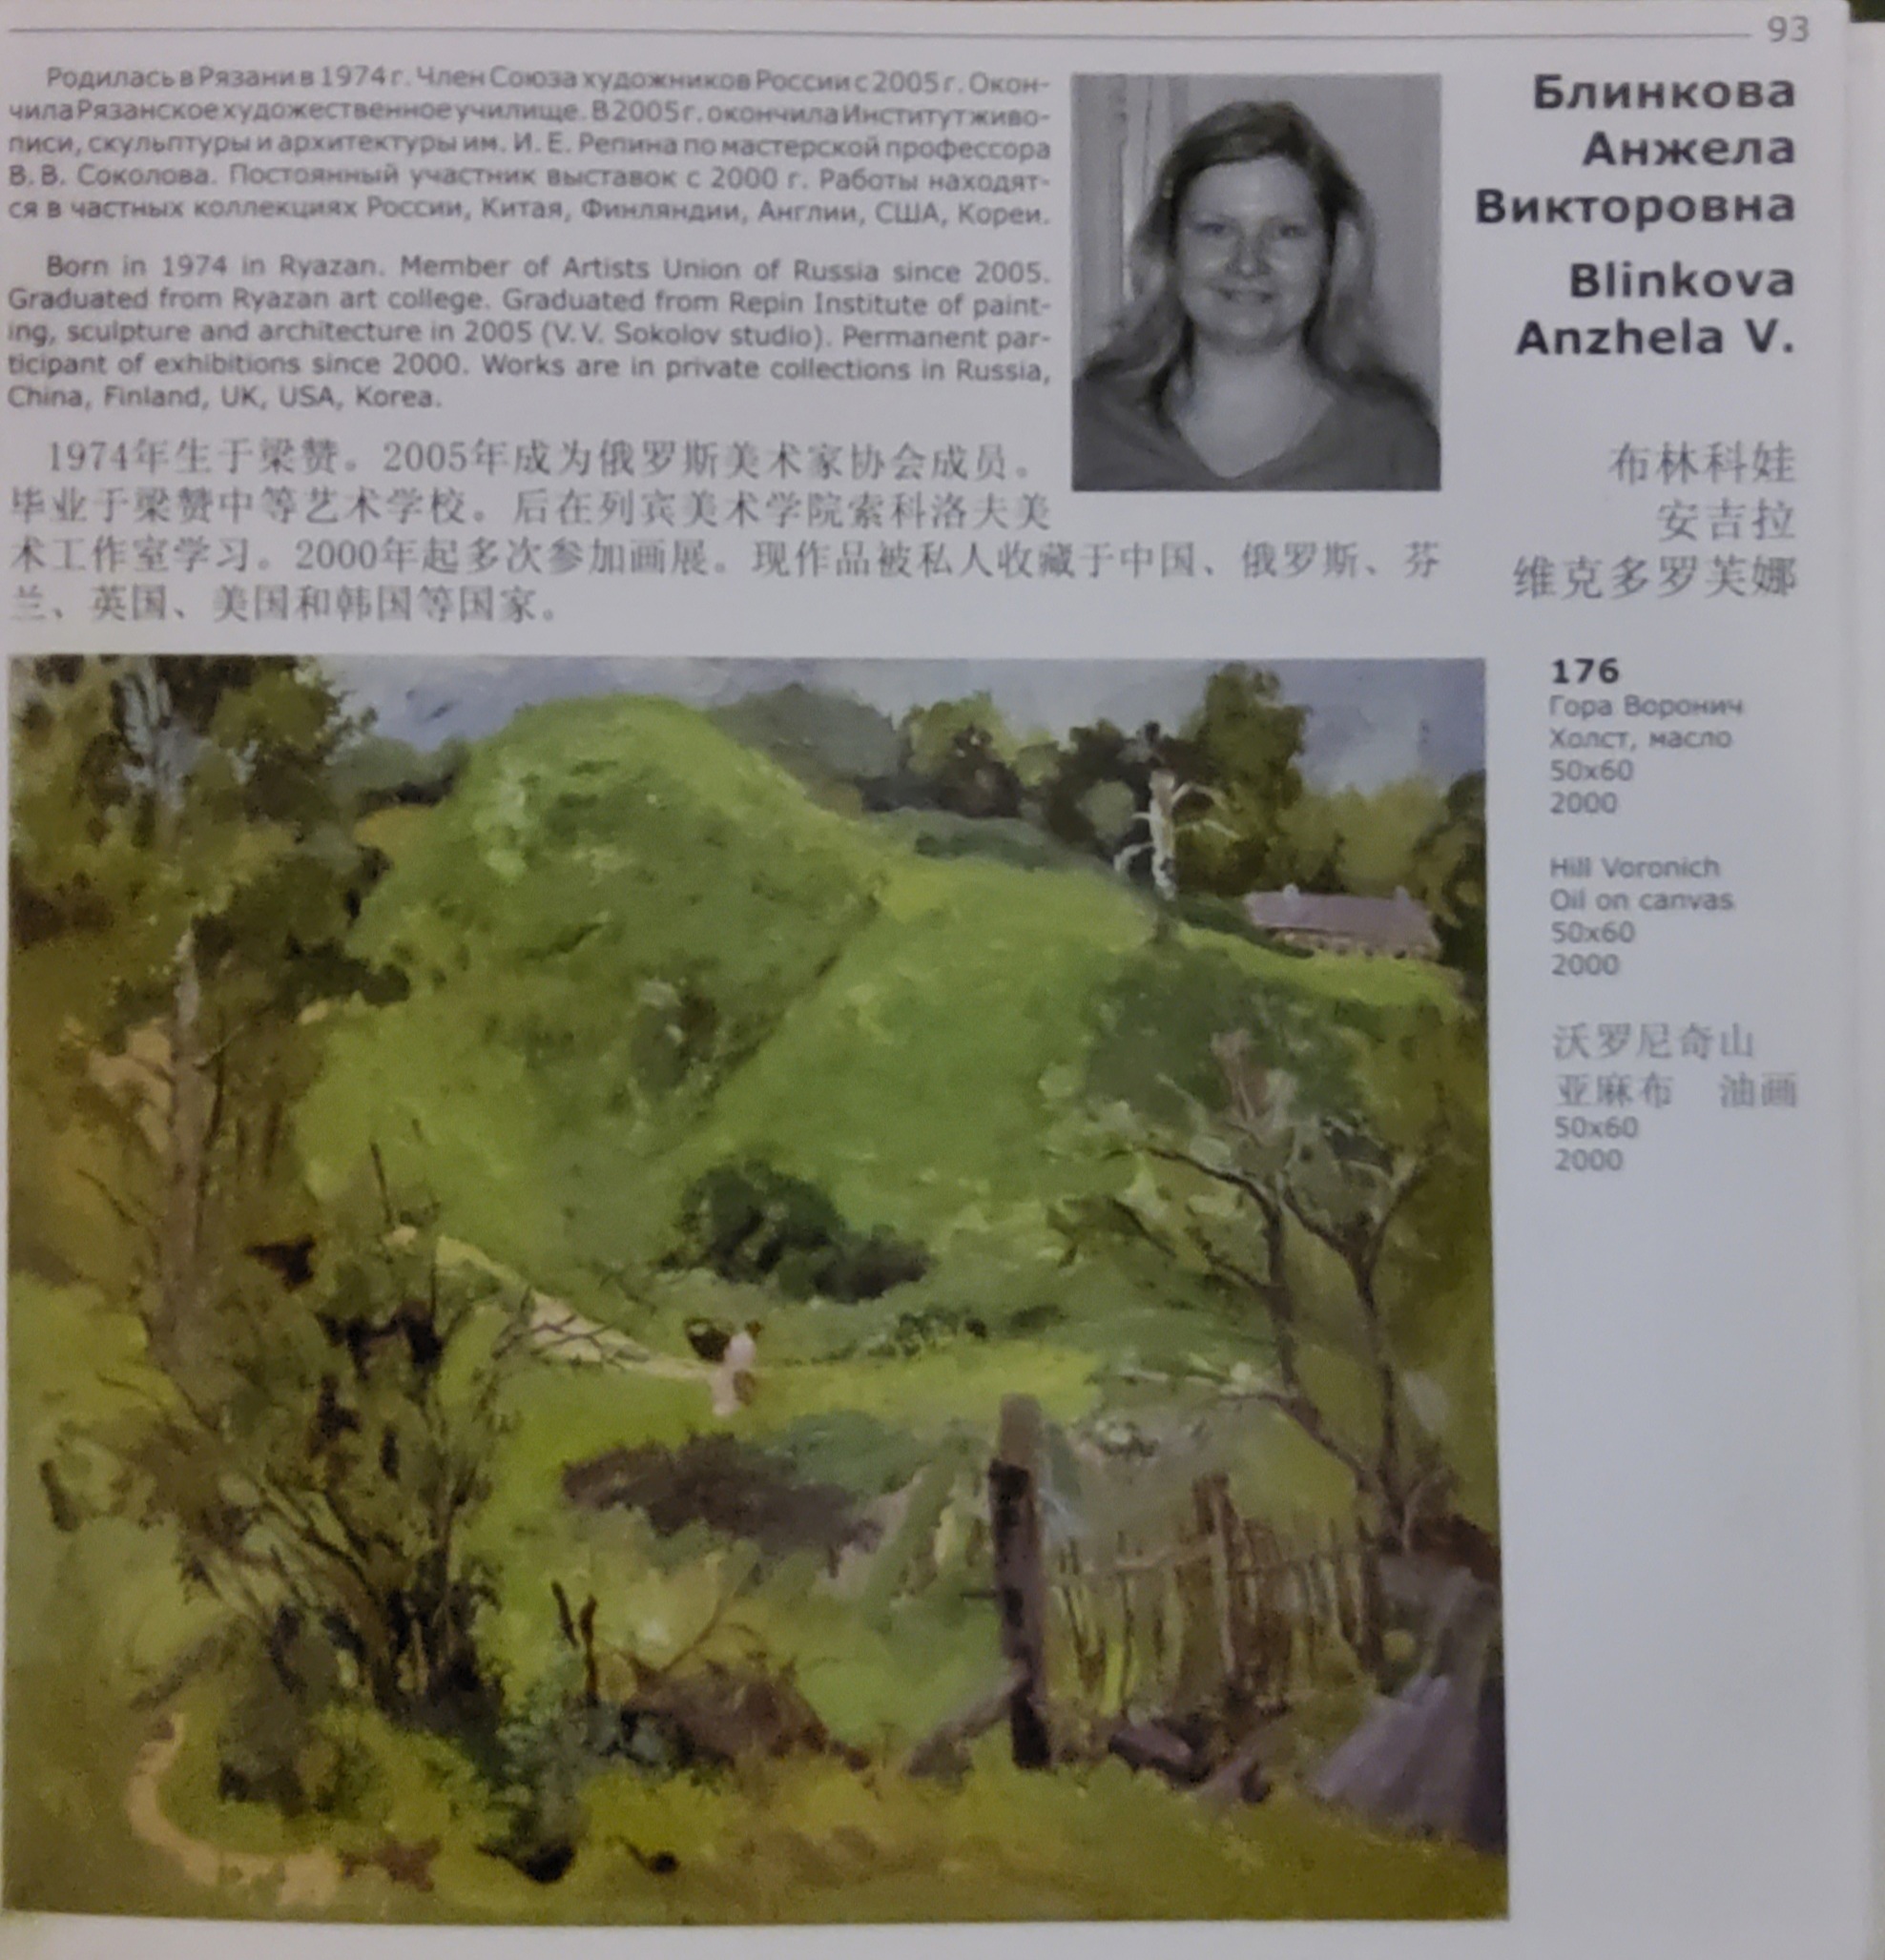 93
Родилась в Рязани в 1974 г. Член Союза художников России с 2005 г. Окон-
чила Рязанское художественное училище. В 2005 г. окончила Институт живо-
писи, скульптуры и архитектуры им. И. Е. Репина по мастерской профессора
В. В. Соколова. Постоянный участник выставок с 2000 г. Работы находят-
ся в частных коллекциях России, Китая, Финляндии, Англии, США, Кореи.
Born in 1974 in Ryazan. Member of Artists Union of Russia since 2005.
Graduated from Ryazan art college. Graduated from Repin Institute of paint-
ing, sculpture and architecture in 2005 (V. V. Sokolov studio). Permanent par-
ticipant of exhibitions since 2000. Works are in private collections in Russia,
China, Finland, UK, USA, Korea.
1974年生于梁赞。2005年成为俄罗斯美术家协会成员。
毕业于梁赞中等艺术学校。后在列宾美术学院索科洛夫美
术工作室学习。2000年起多次参加画展。现作品被私人收藏于中国、俄罗斯、芬
兰、英国、美国和韩国等国家。
Блинкова
Анжела
Викторовна
Blinkova
Anzhela V.
布林科娃
安吉拉
维克多罗芙娜
176
Гора Воронич
Холст, масло
50x60
2000
Hill Voronich
Oil on canvas
50x60
2000
沃罗尼奇山
亚麻布 油画
50x60
2000